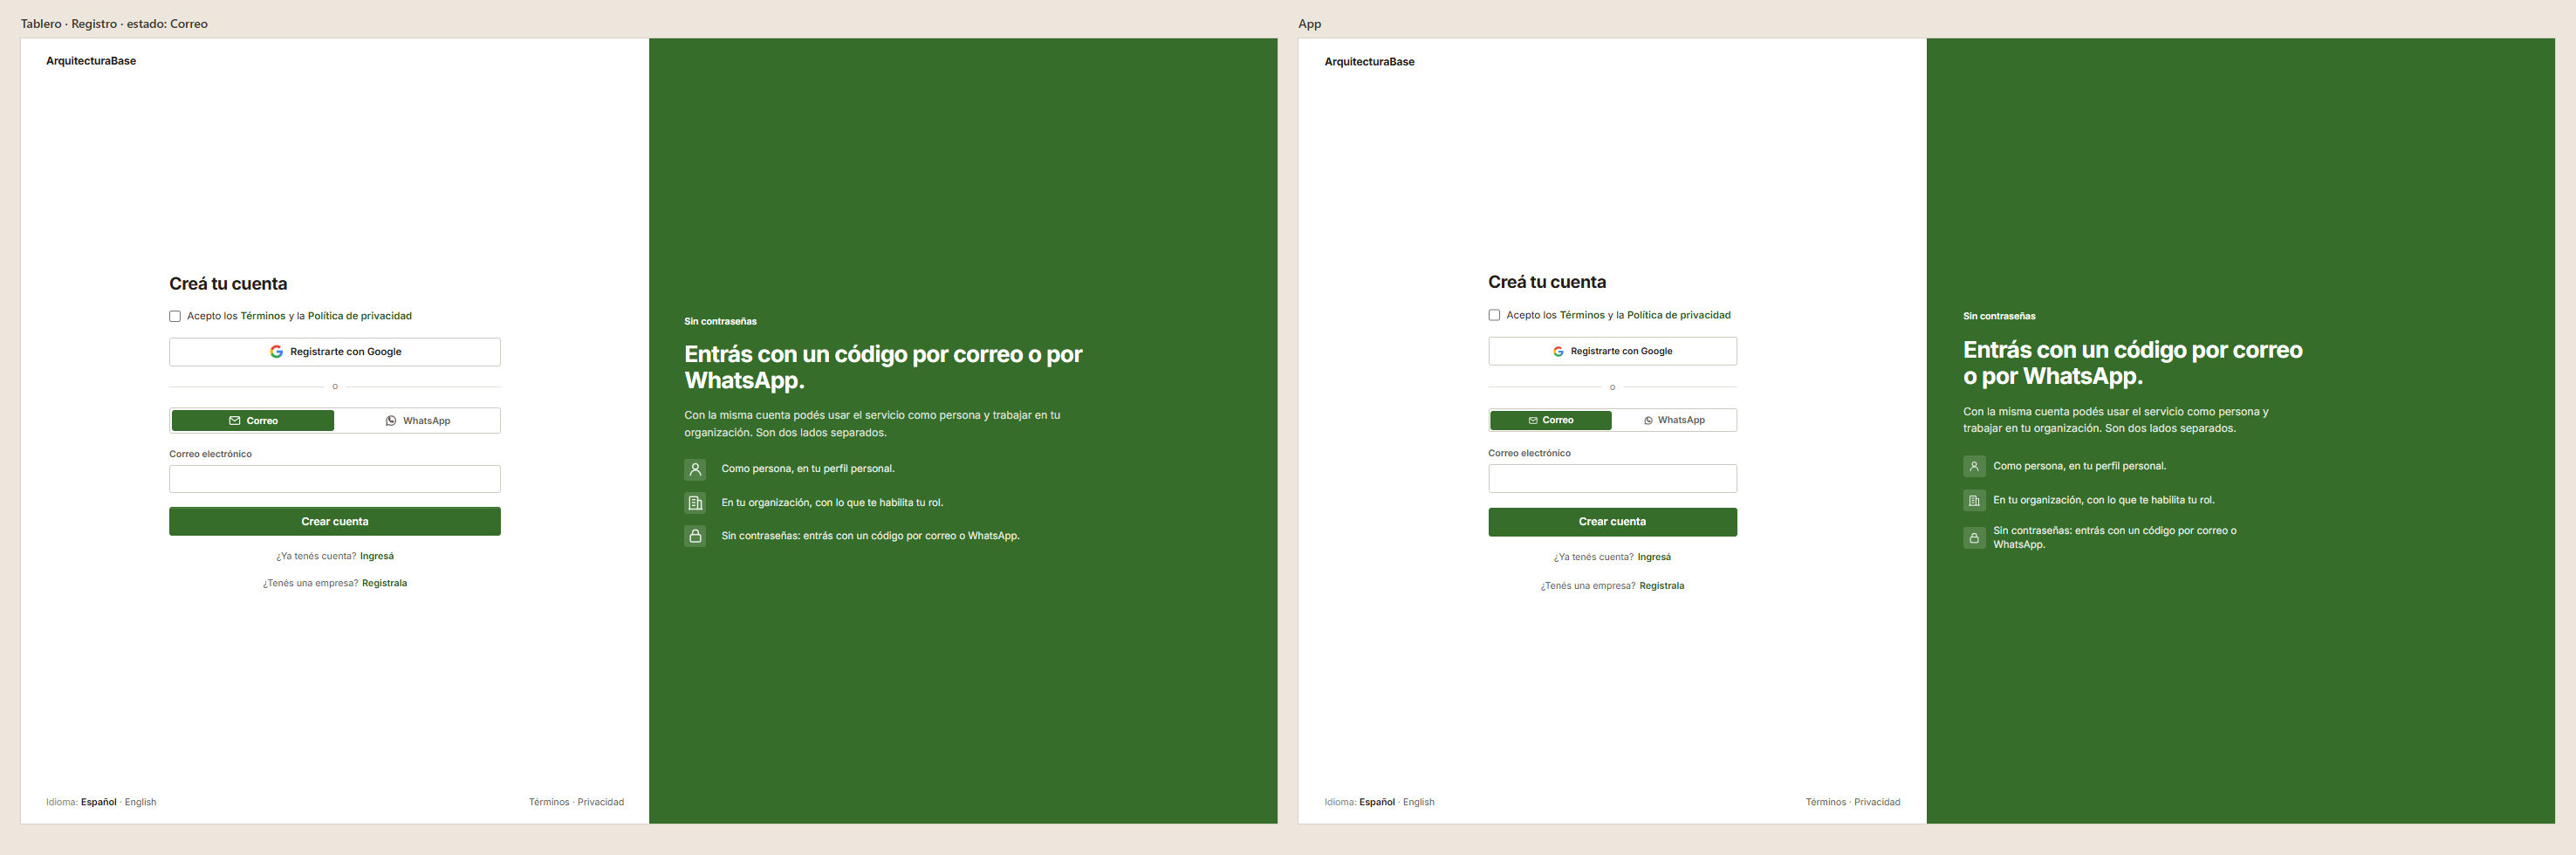 Tablero · Registro · estado: Correo
ArquitecturaBase
Creá tu cuenta
Acepto los Términos y la Política de privacidad
Registrarte con Google
o
Correo
WhatsApp
Correo electrónico
Crear cuenta
¿Ya tenés cuenta? Ingresá
¿Tenés una empresa? Registrala
Idioma: Español · English
Términos · Privacidad
Sin contraseñas
Entrás con un código por correo o por
WhatsApp.
Con la misma cuenta podés usar el servicio como persona y trabajar en tu
organización. Son dos lados separados.
Como persona, en tu perfil personal.
En tu organización, con lo que te habilita tu rol.
Sin contraseñas: entrás con un código por correo o WhatsApp.
App
ArquitecturaBase
Creá tu cuenta
Acepto los Términos y la Política de privacidad
Registrarte con Google
o
Correo
WhatsApp
Correo electrónico
Crear cuenta
¿Ya tenés cuenta? Ingresá
¿Tenés una empresa? Registrala
Idioma: Español · English
Términos · Privacidad
Sin contraseñas
Entrás con un código por correo
o por WhatsApp.
Con la misma cuenta podés usar el servicio como persona y
trabajar en tu organización. Son dos lados separados.
Como persona, en tu perfil personal.
En tu organización, con lo que te habilita tu rol.
Sin contraseñas: entrás con un código por correo o
WhatsApp.